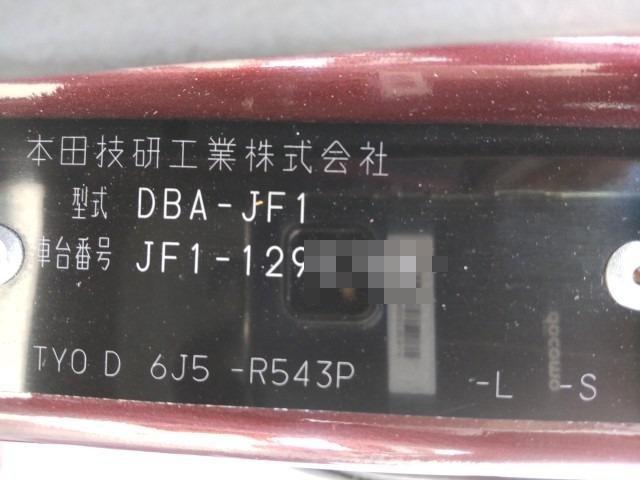 本田技研工業株式会社
型式 DBA-JF1
車台番号 JF1-129
TYO D 6J5 -R543P -L -S
docomo